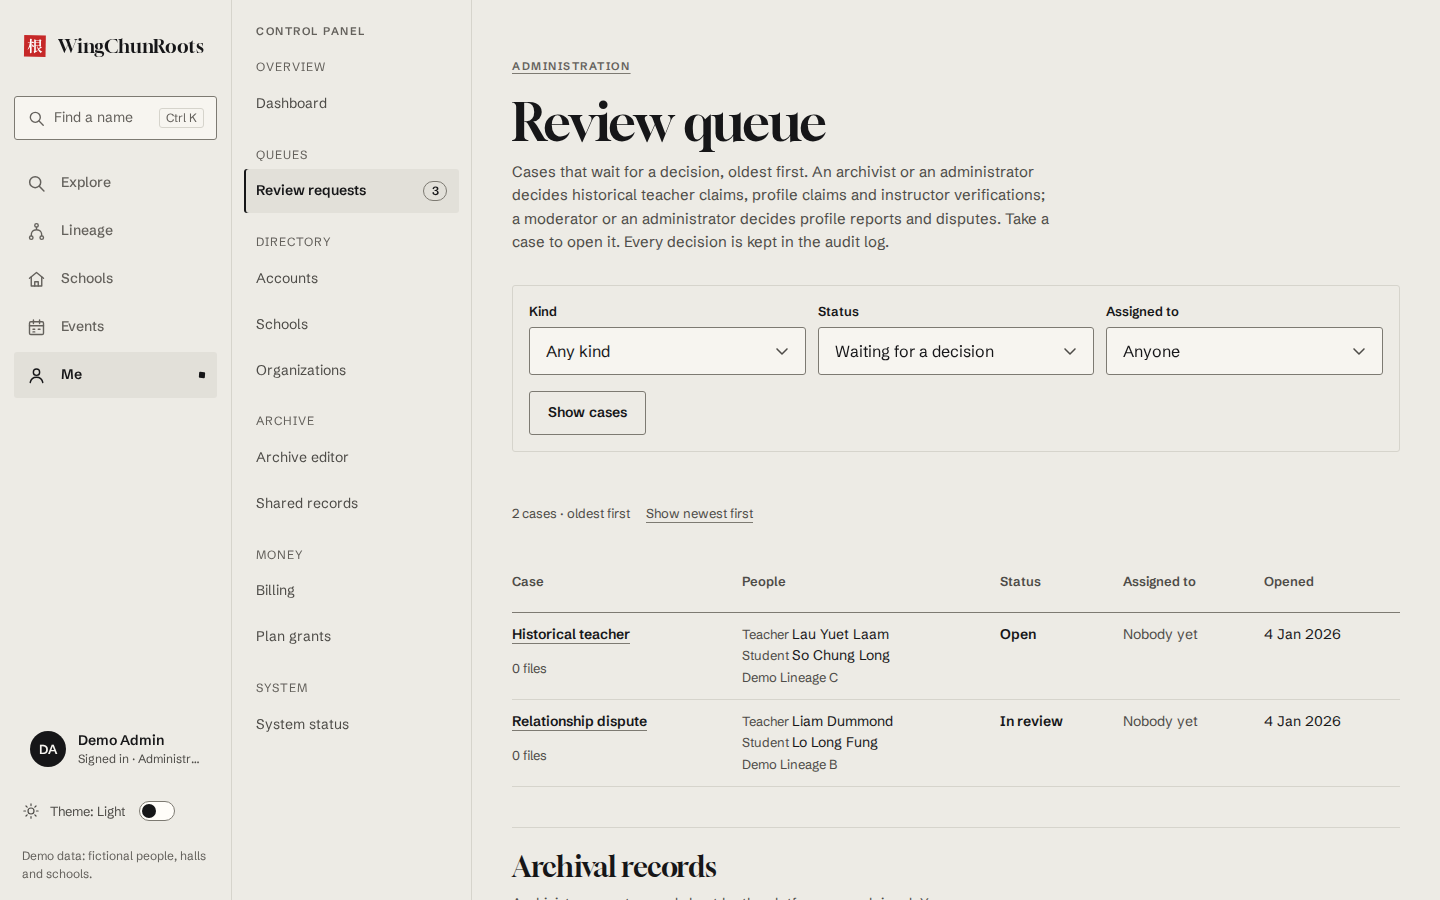 根 WingChunRoots
Find a name Ctrl K
Explore
Lineage
Schools
Events
Me
DA Demo Admin
Signed in · Administr...
Theme: Light
Demo data: fictional people, halls
and schools.
CONTROL PANEL
OVERVIEW
Dashboard
QUEUES
Review requests 3
DIRECTORY
Accounts
Schools
Organizations
ARCHIVE
Archive editor
Shared records
MONEY
Billing
Plan grants
SYSTEM
System status
ADMINISTRATION
Review queue
Cases that wait for a decision, oldest first. An archivist or an administrator
decides historical teacher claims, profile claims and instructor verifications;
a moderator or an administrator decides profile reports and disputes. Take a
case to open it. Every decision is kept in the audit log.
Kind Status Assigned to
Any kind Waiting for a decision Anyone
Show cases
2 cases · oldest first Show newest first
Case People Status Assigned to Opened
Historical teacher Teacher Lau Yuet Laam Open Nobody yet 4 Jan 2026
Student So Chung Long
0 files Demo Lineage C
Relationship dispute Teacher Liam Dummond In review Nobody yet 4 Jan 2026
Student Lo Long Fung
0 files Demo Lineage B
Archival records